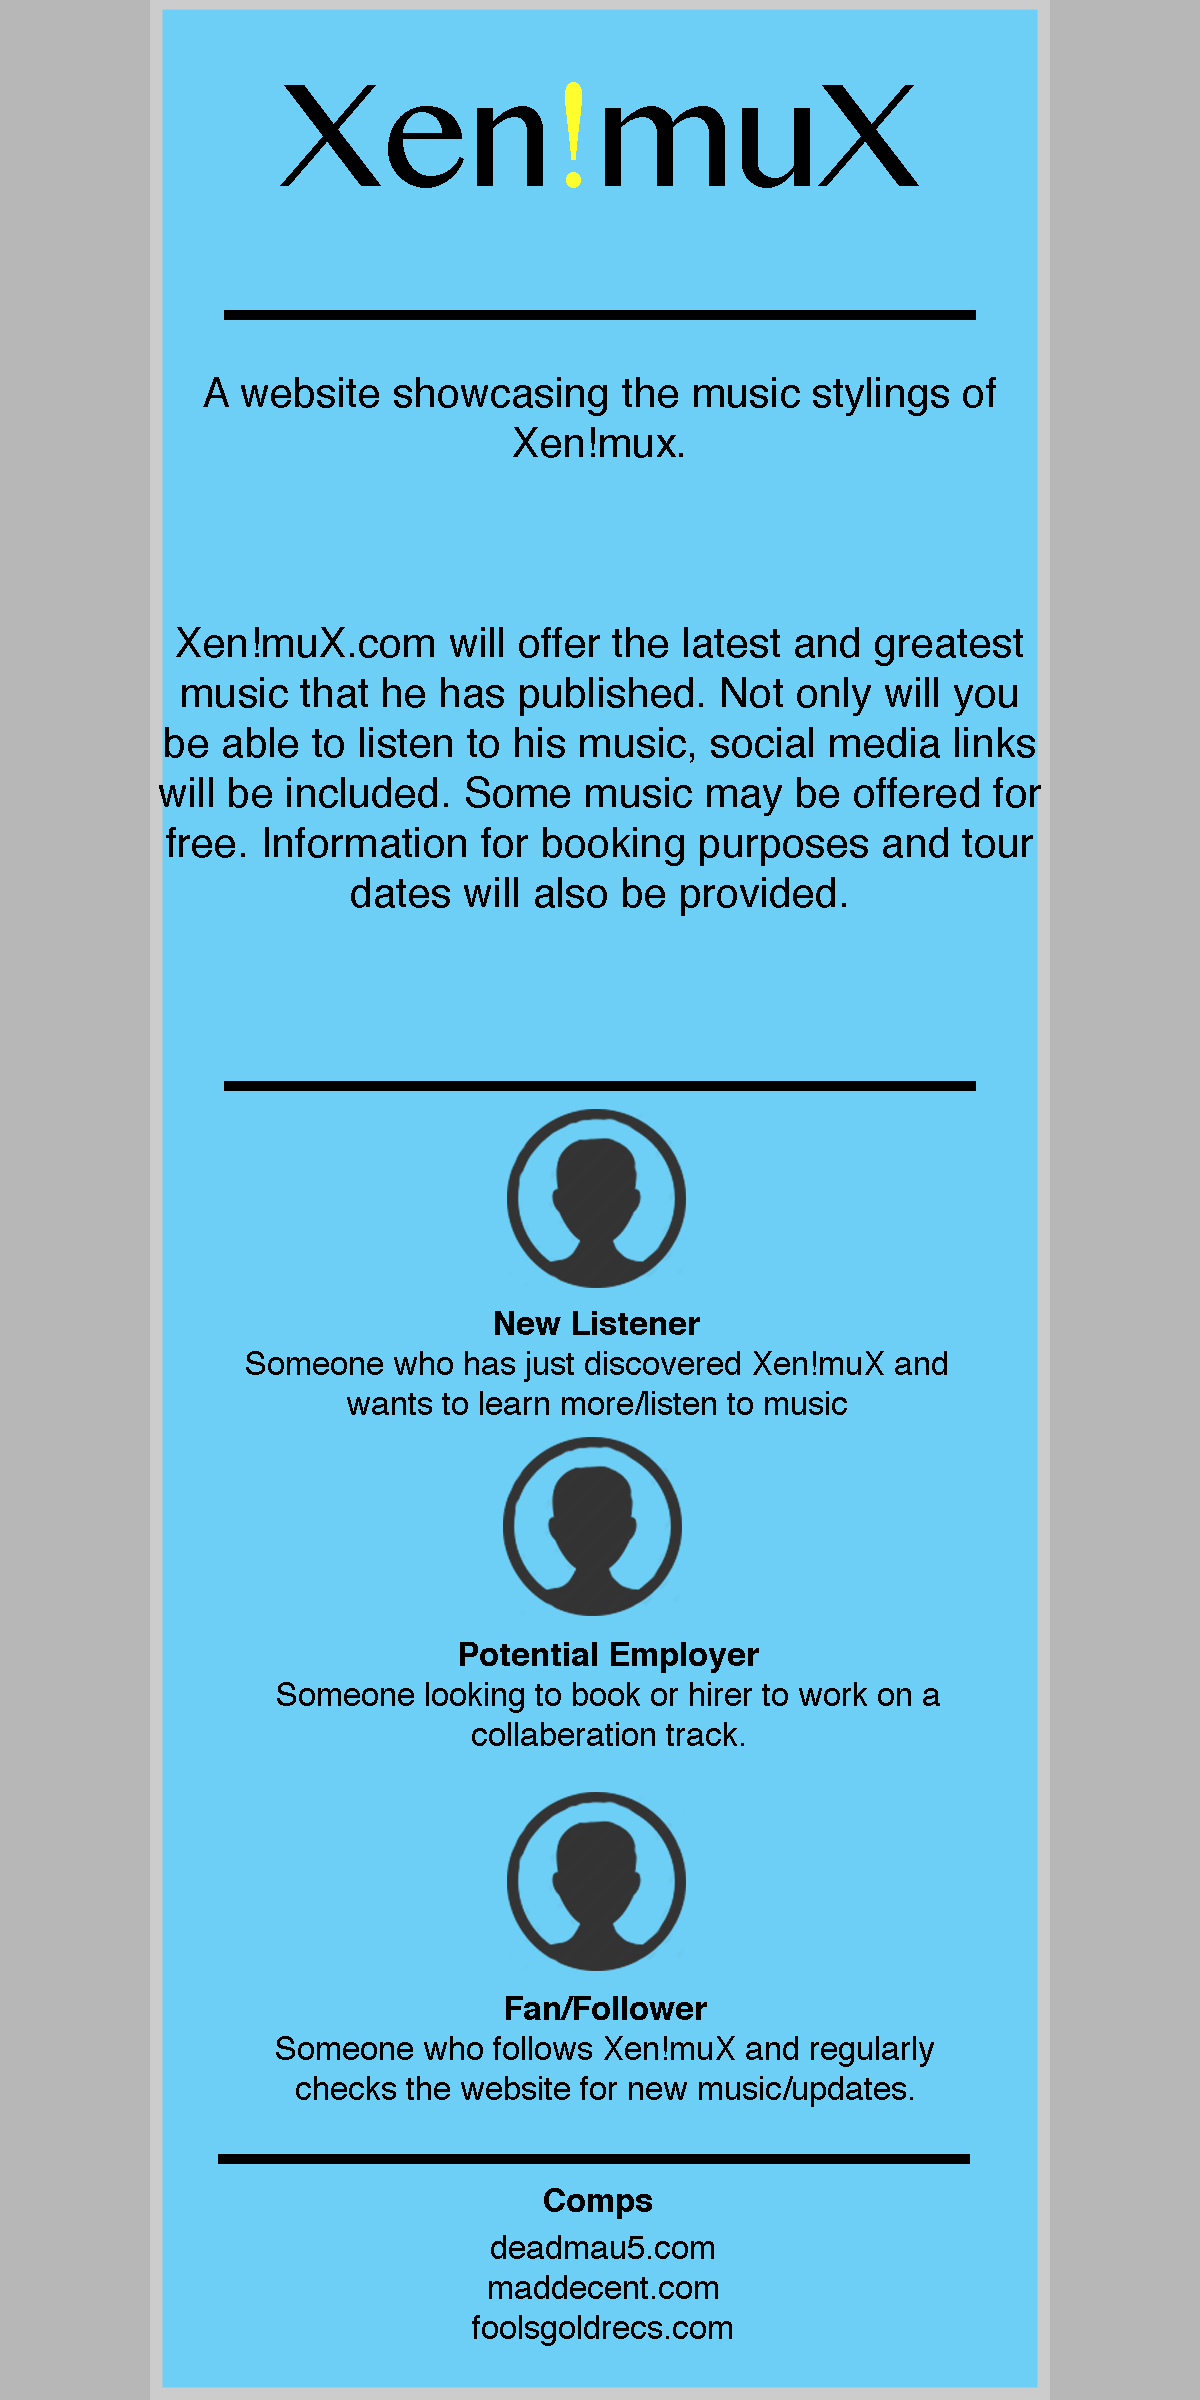 Xen!muX
A website showcasing the music stylings of
Xen!mux.
Xen!muX.com will offer the latest and greatest
music that he has published. Not only will you
be able to listen to his music, social media links
will be included. Some music may be offered for
free. Information for booking purposes and tour
dates will also be provided.
New Listener
Someone who has just discovered Xen!muX and
wants to learn more/listen to music
Potential Employer
Someone looking to book or hirer to work on a
collaberation track.
Fan/Follower
Someone who follows Xen!muX and regularly
checks the website for new music/updates.
Comps
deadmau5.com
maddecent.com
foolsgoldrecs.com